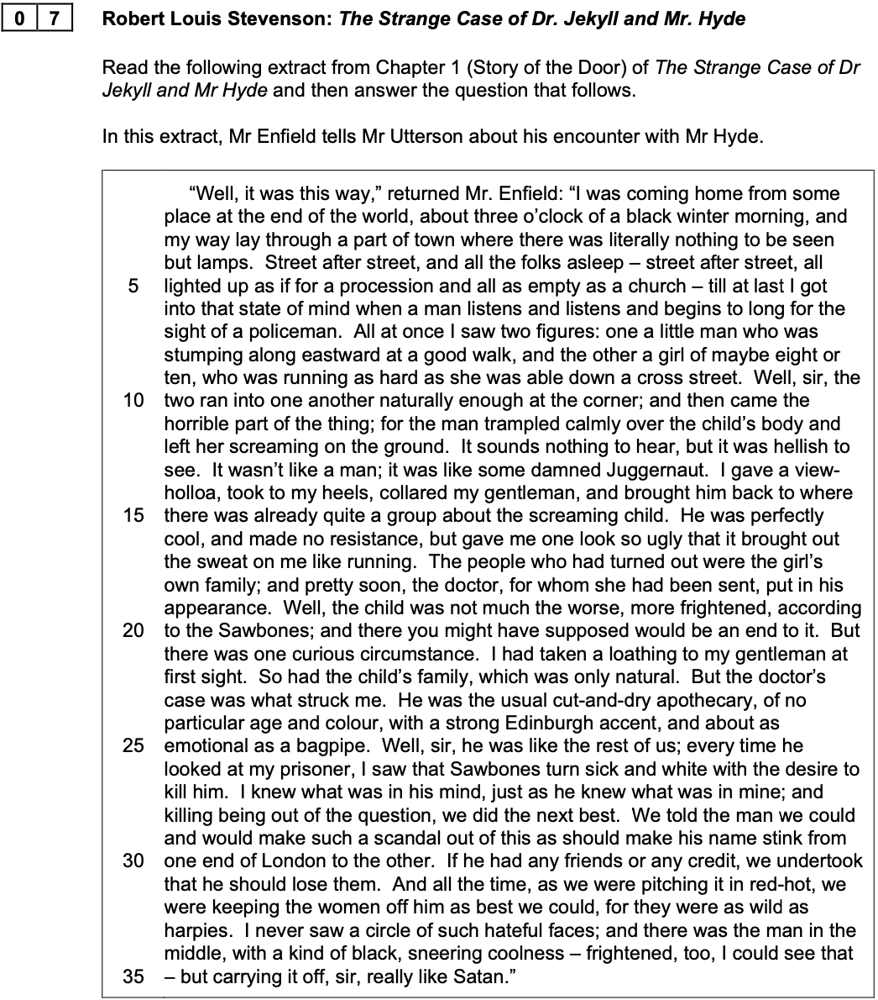 0 7 Robert Louis Stevenson: The Strange Case of Dr. Jekyll and Mr. Hyde
Read the following extract from Chapter 1 (Story of the Door) of The Strange Case of Dr
Jekyll and Mr Hyde and then answer the question that follows.
In this extract, Mr Enfield tells Mr Utterson about his encounter with Mr Hyde.
“Well, it was this way,” returned Mr. Enfield: “I was coming home from some
place at the end of the world, about three o’clock of a black winter morning, and
my way lay through a part of town where there was literally nothing to be seen
but lamps. Street after street, and all the folks asleep – street after street, all
5 lighted up as if for a procession and all as empty as a church – till at last I got
into that state of mind when a man listens and listens and begins to long for the
sight of a policeman. All at once I saw two figures: one a little man who was
stumping along eastward at a good walk, and the other a girl of maybe eight or
ten, who was running as hard as she was able down a cross street. Well, sir, the
10 two ran into one another naturally enough at the corner; and then came the
horrible part of the thing; for the man trampled calmly over the child’s body and
left her screaming on the ground. It sounds nothing to hear, but it was hellish to
see. It wasn’t like a man; it was like some damned Juggernaut. I gave a view-
holloa, took to my heels, collared my gentleman, and brought him back to where
15 there was already quite a group about the screaming child. He was perfectly
cool, and made no resistance, but gave me one look so ugly that it brought out
the sweat on me like running. The people who had turned out were the girl’s
own family; and pretty soon, the doctor, for whom she had been sent, put in his
appearance. Well, the child was not much the worse, more frightened, according
20 to the Sawbones; and there you might have supposed would be an end to it. But
there was one curious circumstance. I had taken a loathing to my gentleman at
first sight. So had the child’s family, which was only natural. But the doctor’s
case was what struck me. He was the usual cut-and-dry apothecary, of no
particular age and colour, with a strong Edinburgh accent, and about as
25 emotional as a bagpipe. Well, sir, he was like the rest of us; every time he
looked at my prisoner, I saw that Sawbones turn sick and white with the desire to
kill him. I knew what was in his mind, just as he knew what was in mine; and
killing being out of the question, we did the next best. We told the man we could
and would make such a scandal out of this as should make his name stink from
30 one end of London to the other. If he had any friends or any credit, we undertook
that he should lose them. And all the time, as we were pitching it in red-hot, we
were keeping the women off him as best we could, for they were as wild as
harpies. I never saw a circle of such hateful faces; and there was the man in the
middle, with a kind of black, sneering coolness – frightened, too, I could see that
35 – but carrying it off, sir, really like Satan.”